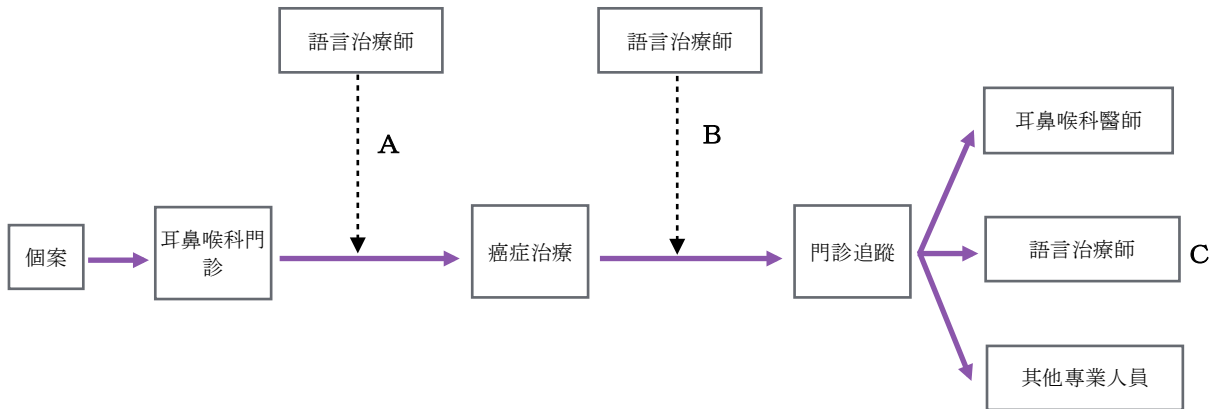 語言治療師
語言治療師
A
B
耳鼻喉科醫師
個案
耳鼻喉科門
診
癌症治療
門診追蹤
語言治療師
C
其他專業人員